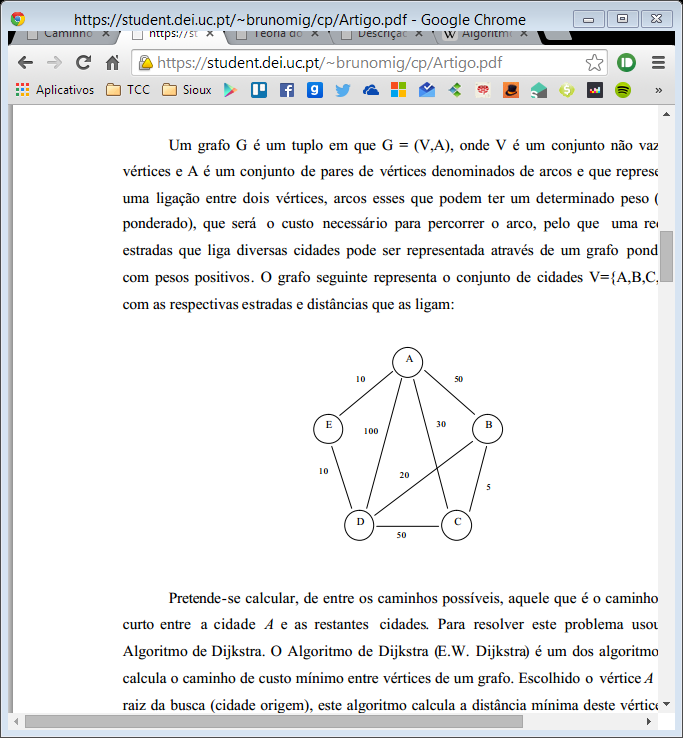 https://student.dei.uc.pt/~brunomig/cp/Artigo.pdf - Google Chrome
Caminho https://st Teoria do Descriçã Algoritm
https://student.dei.uc.pt/~brunomig/cp/Artigo.pdf
Aplicativos TCC Sioux »
Um grafo G é um tuplo em que G = (V,A), onde V é um conjunto não vaz
vértices e A é um conjunto de pares de vértices denominados de arcos e que represe
uma ligação entre dois vértices, arcos esses que podem ter um determinado peso (
ponderado), que será o custo necessário para percorrer o arco, pelo que uma red
estradas que liga diversas cidades pode ser representada através de um grafo pond
com pesos positivos. O grafo seguinte representa o conjunto de cidades V={A,B,C,
com as respectivas estradas e distâncias que as ligam:
A
10 50
E 100 30 B
10 20 5
D C
50
Pretende-se calcular, de entre os caminhos possíveis, aquele que é o caminho
curto entre a cidade A e as restantes cidades. Para resolver este problema usou
Algoritmo de Dijkstra. O Algoritmo de Dijkstra (E.W. Dijkstra) é um dos algoritmo
calcula o caminho de custo mínimo entre vértices de um grafo. Escolhido o vértice A
raiz da busca (cidade origem), este algoritmo calcula a distância mínima deste vértice